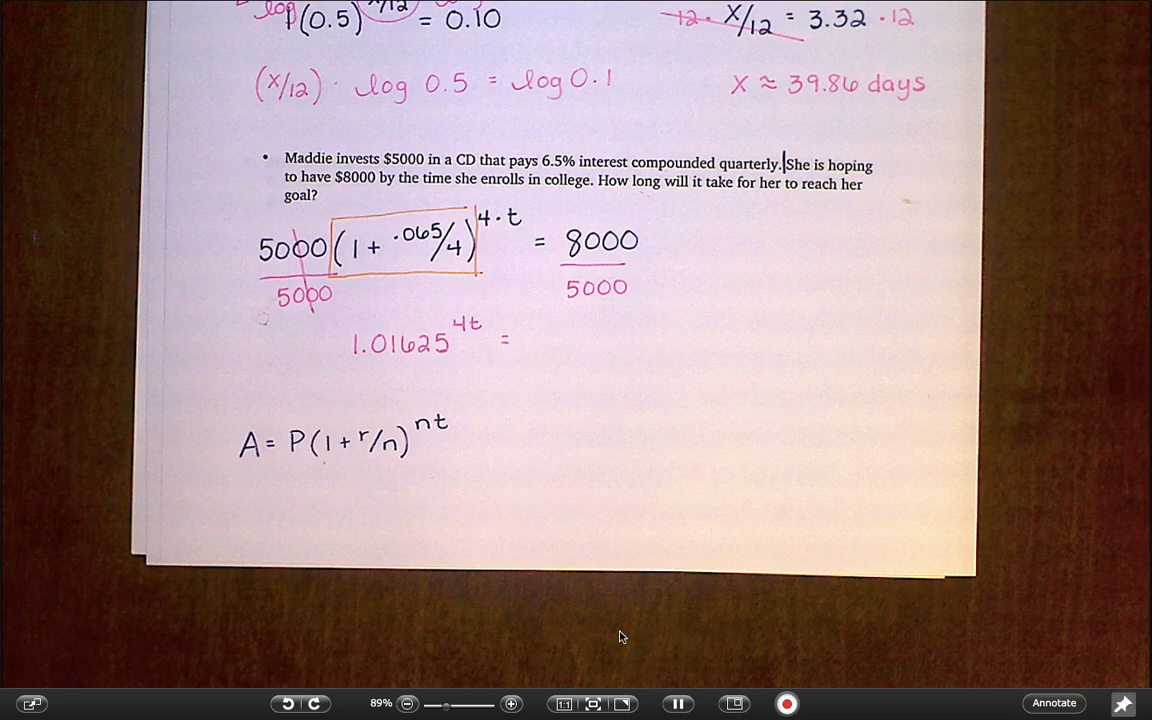 log P(0.5)^x/12 = 0.10
12 · x/12 = 3.32 · 12
(x/12) · log 0.5 = log 0.1
x ≈ 39.86 days
• Maddie invests $5000 in a CD that pays 6.5% interest compounded quarterly. She is hoping
to have $8000 by the time she enrolls in college. How long will it take for her to reach her
goal?
5000(1 + .065/4)^4·t = 8000
5000 5000
1.01625^4t =
A = P(1 + r/n)^nt
89%
1:1
Annotate